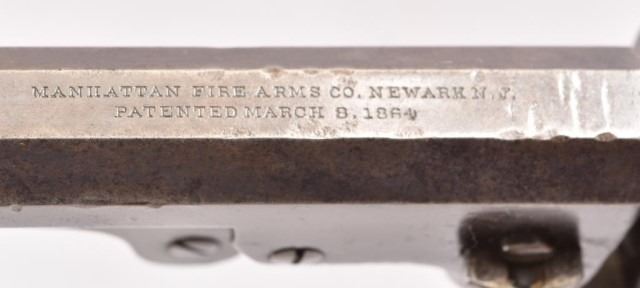 MANHATTAN FIRE ARMS CO. NEWARK N.J.
PATENTED MARCH 8. 1864